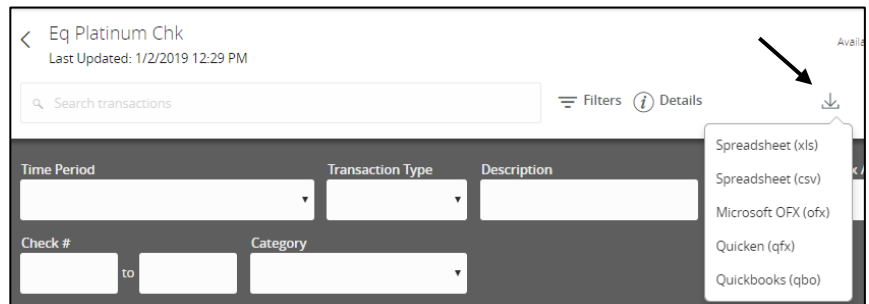 Eq Platinum Chk
Last Updated: 1/2/2019 12:29 PM
Search transactions
Filters
Details
Spreadsheet (xls)
Spreadsheet (csv)
Microsoft OFX (ofx)
Quicken (qfx)
Quickbooks (qbo)
Time Period
Transaction Type
Description
Check #
to
Category